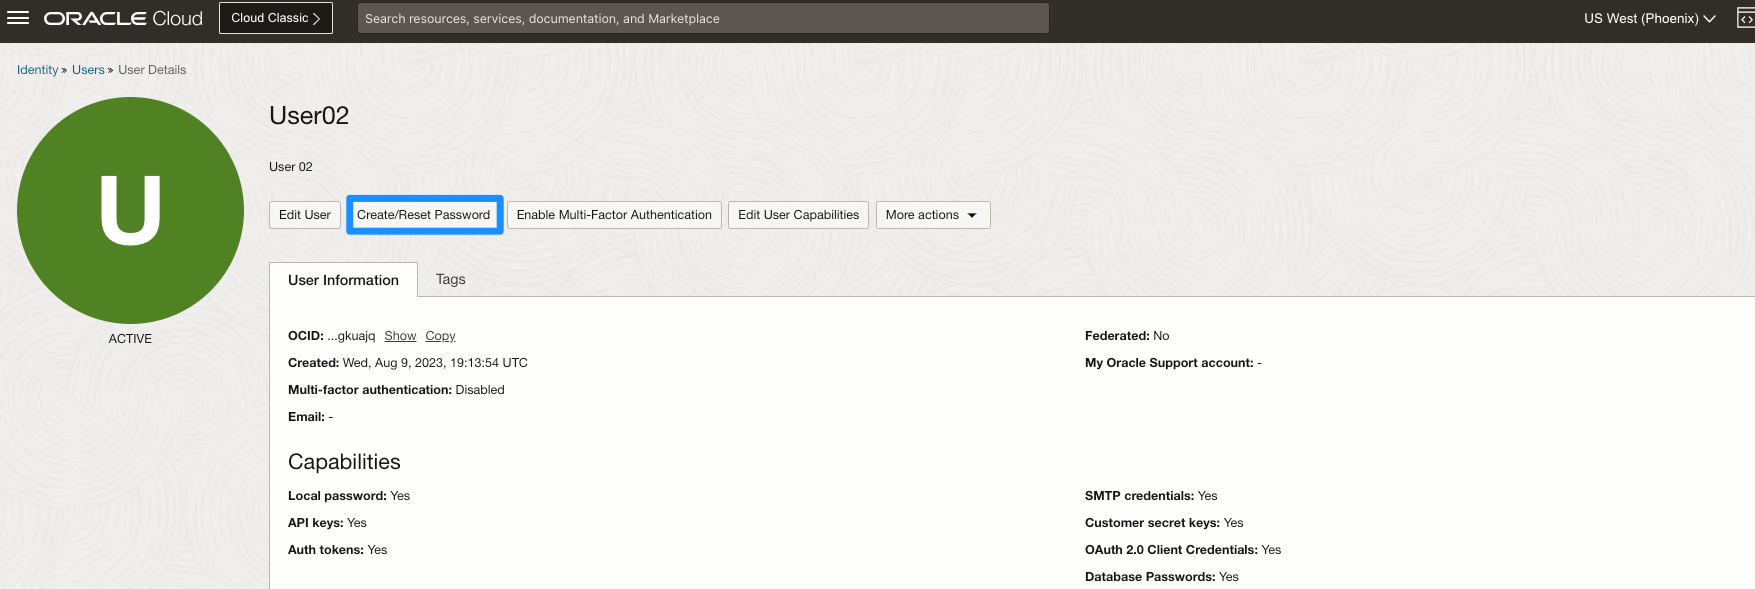 ORACLE Cloud Cloud Classic Search resources, services, documentation, and Marketplace US West (Phoenix)
Identity » Users » User Details
User02
U
User 02
Edit User Create/Reset Password Enable Multi-Factor Authentication Edit User Capabilities More actions
User Information Tags
ACTIVE
OCID: ...gkuajq Show Copy
Created: Wed, Aug 9, 2023, 19:13:54 UTC
Multi-factor authentication: Disabled
Email: -
Federated: No
My Oracle Support account: -
Capabilities
Local password: Yes
API keys: Yes
Auth tokens: Yes
SMTP credentials: Yes
Customer secret keys: Yes
OAuth 2.0 Client Credentials: Yes
Database Passwords: Yes